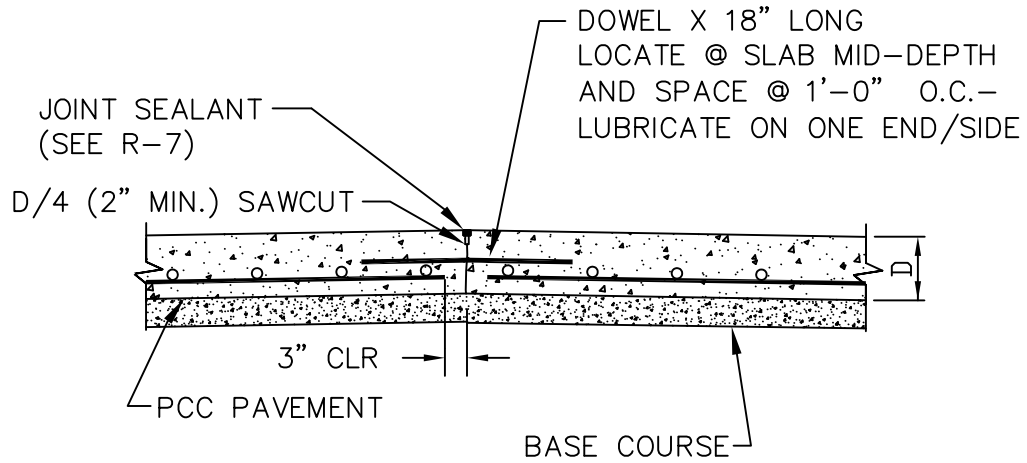 DOWEL X 18” LONG
LOCATE @ SLAB MID–DEPTH
AND SPACE @ 1’–0” O.C.–
LUBRICATE ON ONE END/SIDE
JOINT SEALANT
(SEE R–7)
D/4 (2” MIN.) SAWCUT
D
3” CLR
PCC PAVEMENT
BASE COURSE